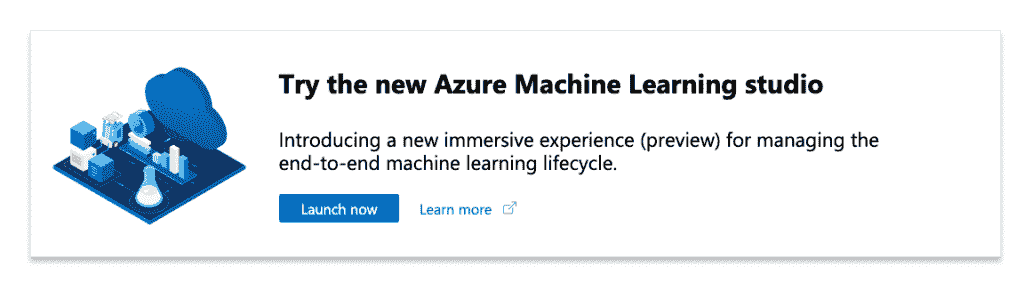 Try the new Azure Machine Learning studio
Introducing a new immersive experience (preview) for managing the
end-to-end machine learning lifecycle.
Launch now Learn more